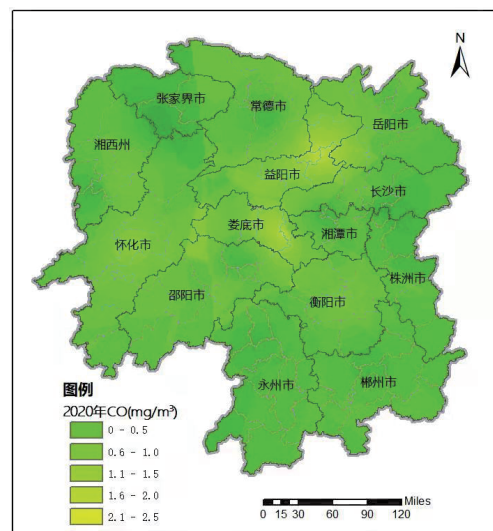 N
张家界市
常德市
岳阳市
湘西州
益阳市
长沙市
娄底市
湘潭市
怀化市
株洲市
邵阳市
衡阳市
永州市
郴州市
图例
2020年CO(mg/m³)
0 - 0.5
0.6 - 1.0
1.1 - 1.5
1.6 - 2.0
2.1 - 2.5
Miles
0 15 30 60 90 120